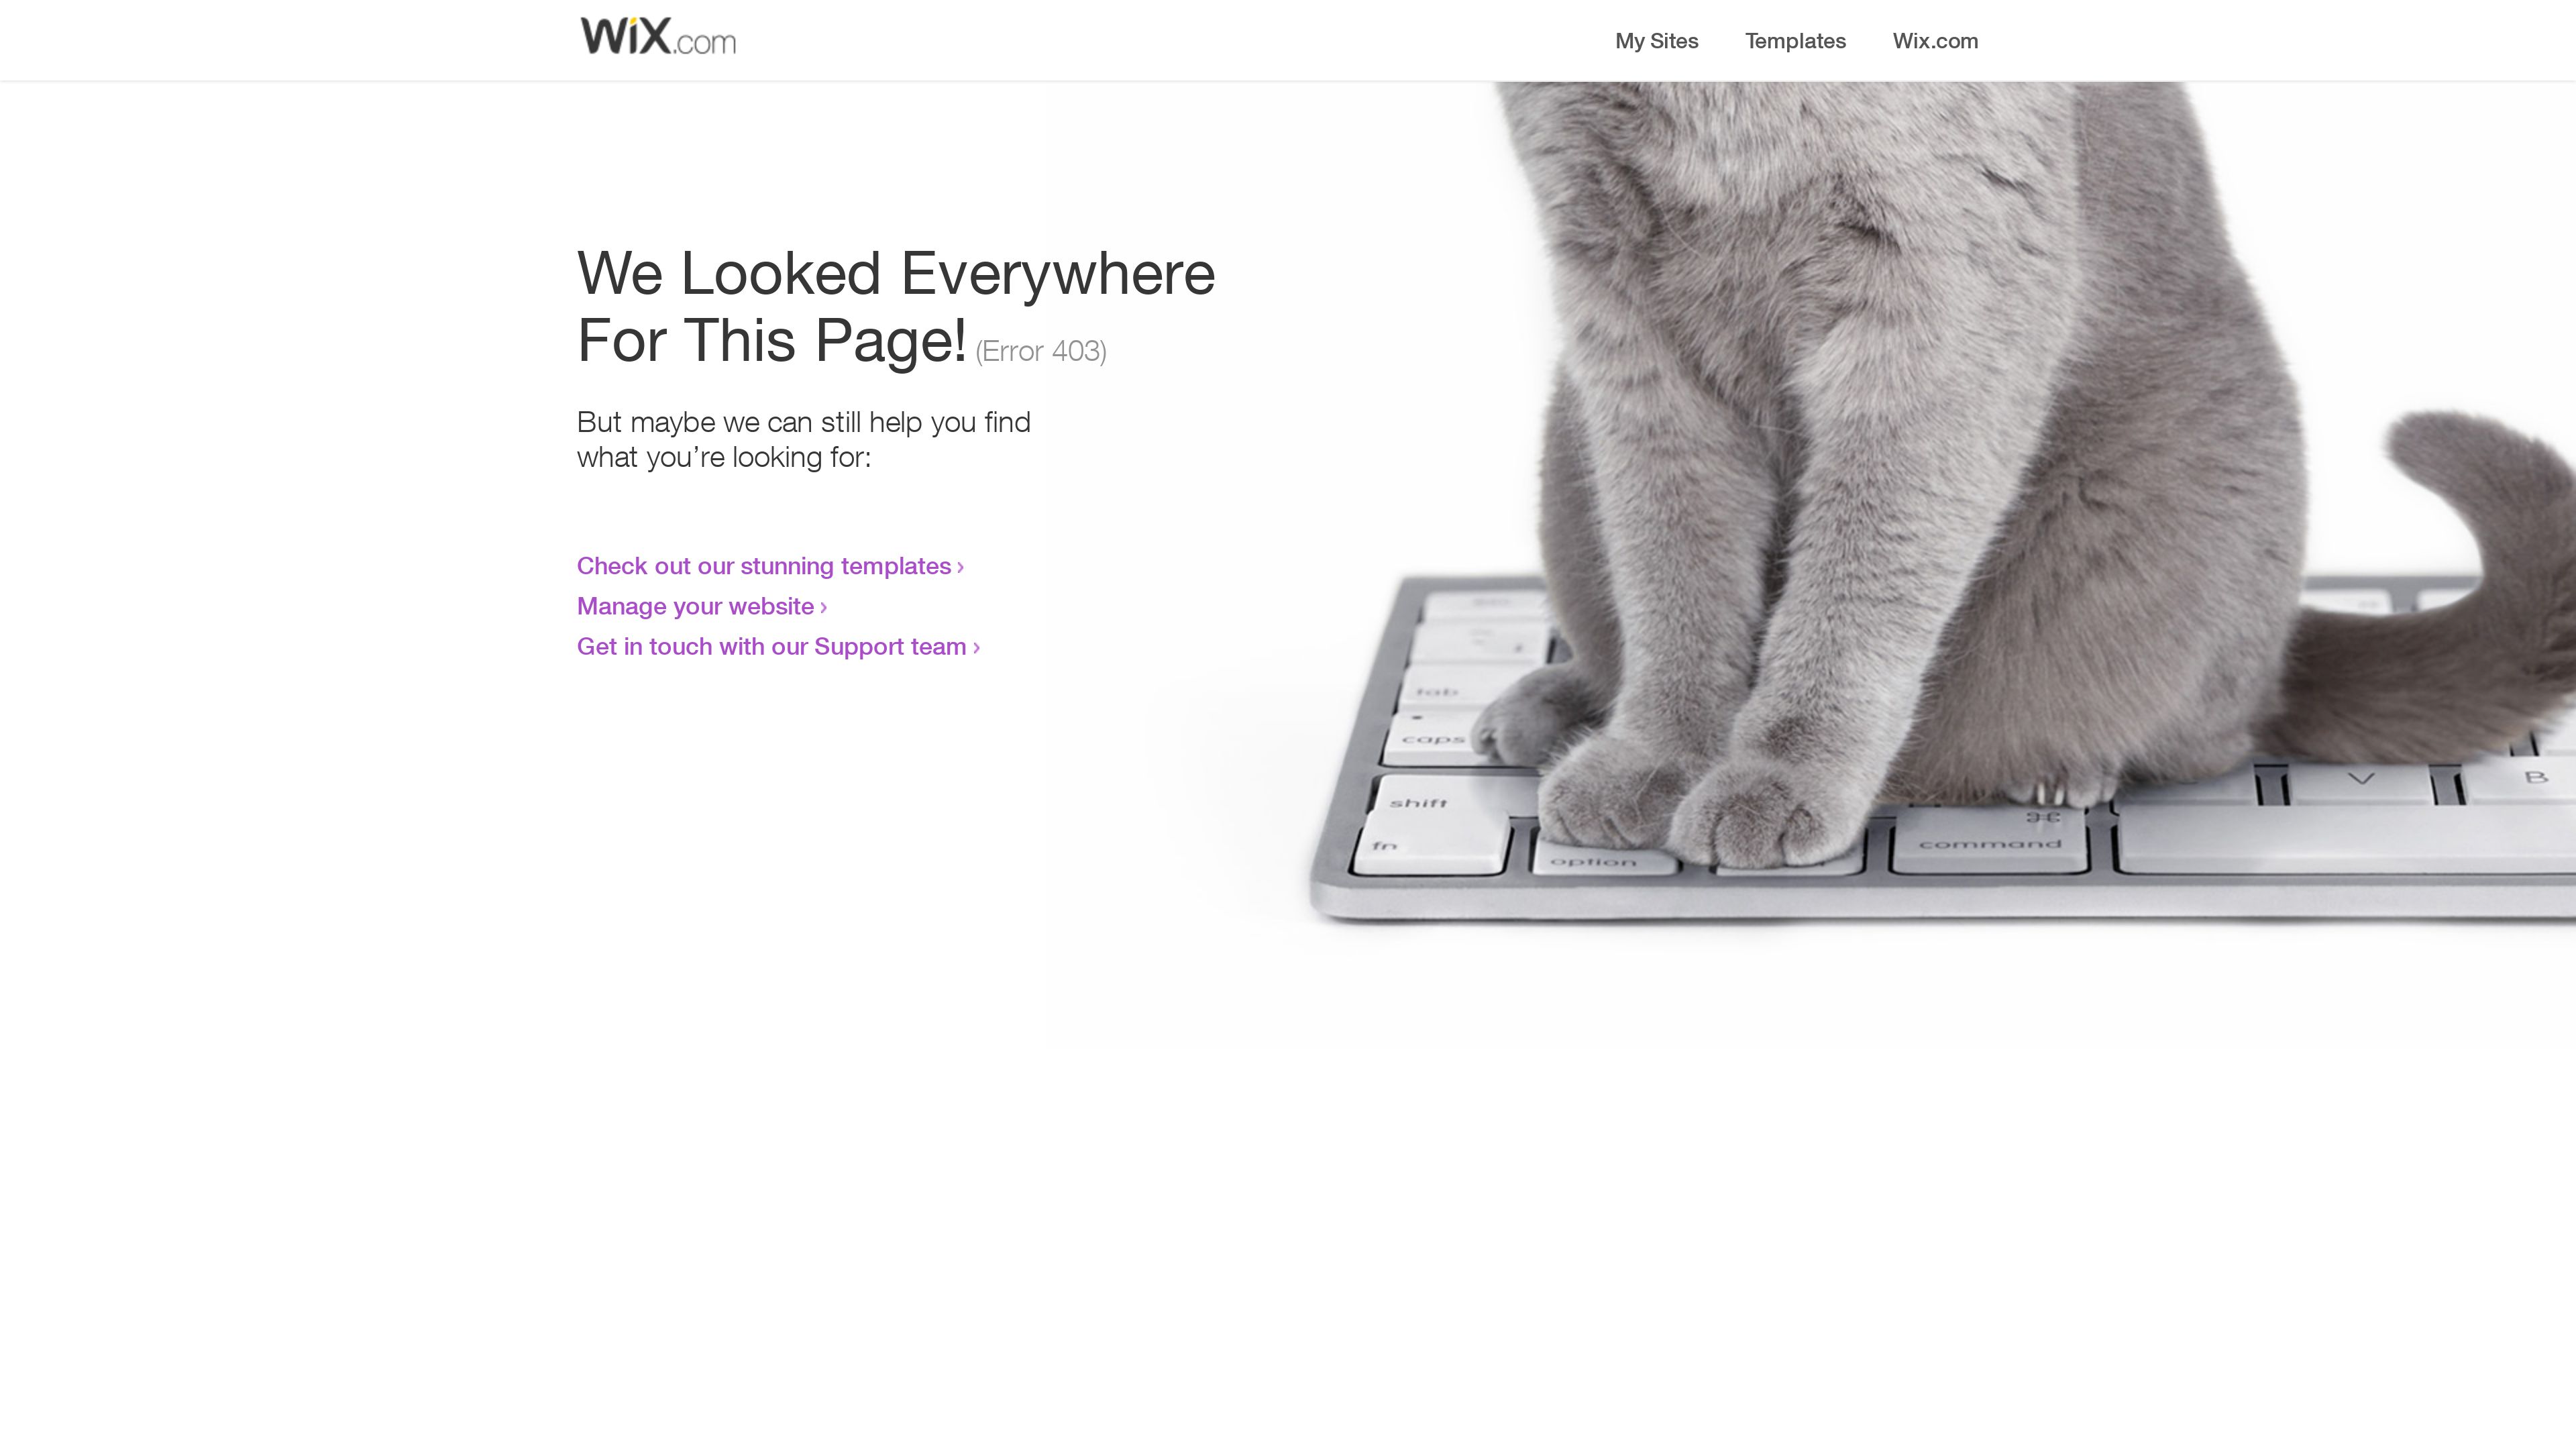 WiX.com
My Sites
Templates
Wix.com
We Looked Everywhere
For This Page! (Error 403)
But maybe we can still help you find
what you’re looking for:
Check out our stunning templates ›
Manage your website ›
Get in touch with our Support team ›
tab
caps
shift
fn
option
⌘
command
V
B